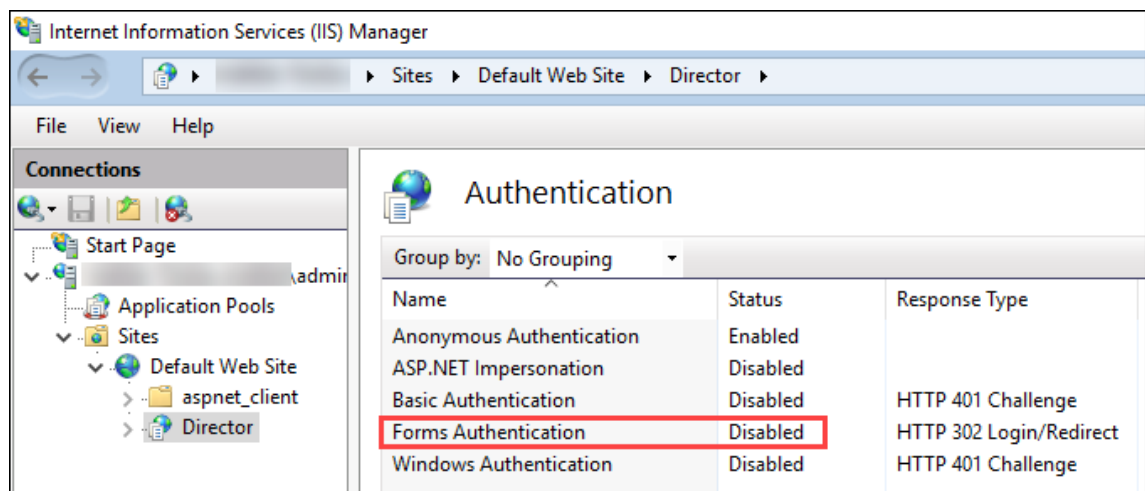 Internet Information Services (IIS) Manager
Sites Default Web Site Director
File View Help
Connections
Authentication
Start Page
Group by: No Grouping
\admin
Application Pools
Sites
Default Web Site
aspnet_client
Director
Name Status Response Type
Anonymous Authentication Enabled
ASP.NET Impersonation Disabled
Basic Authentication Disabled HTTP 401 Challenge
Forms Authentication Disabled HTTP 302 Login/Redirect
Windows Authentication Disabled HTTP 401 Challenge